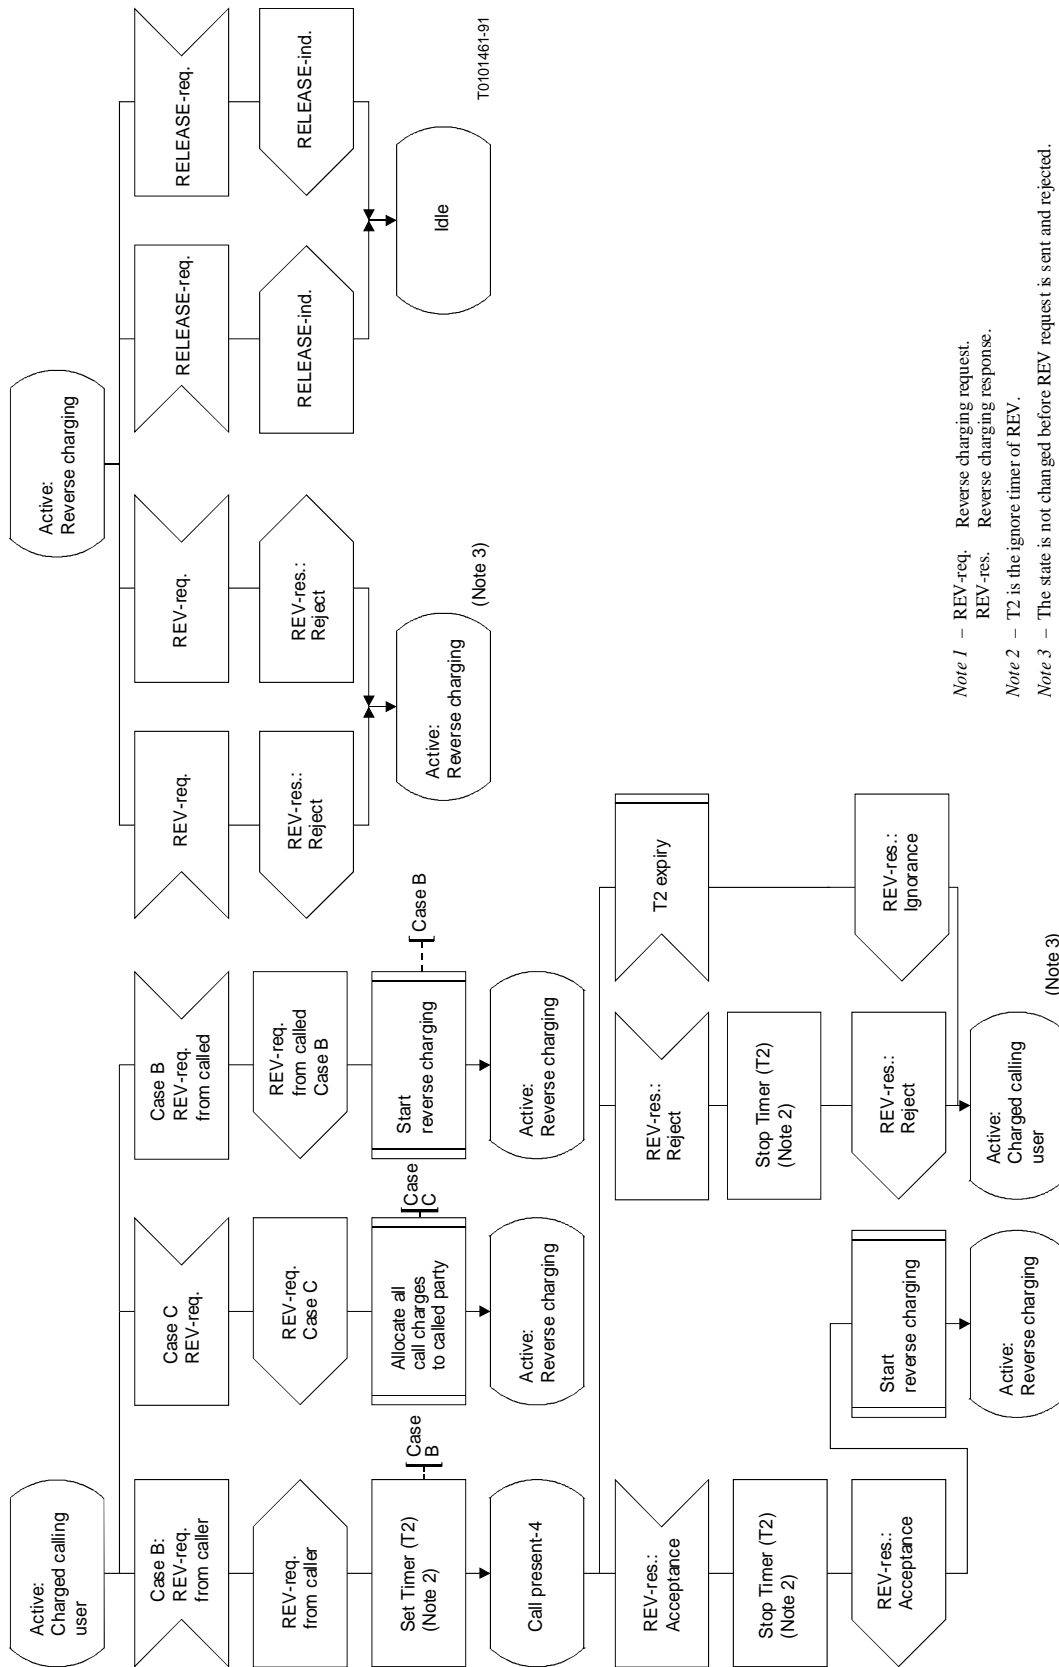 Active:
Charged calling
user
Case B:
REV-req.
from caller
REV-req.
from caller
Set Timer (T2)
(Note 2)
Case
B
Call present-4
REV-res.:
Acceptance
Stop Timer (T2)
(Note 2)
REV-res.:
Acceptance
Case C
REV-req.
REV-req.
Case C
Allocate all
call charges
to called party
Case
C
Active:
Reverse charging
Start
reverse charging
Active:
Reverse charging
Case B
REV-req.
from called
REV-req.
from called
Case B
Start
reverse charging
Case B
Active:
Reverse charging
REV-res.:
Reject
Stop Timer (T2)
(Note 2)
REV-res.:
Reject
Active:
Charged calling
user
(Note 3)
T2 expiry
REV-res.:
Ignorance
Active:
Reverse charging
REV-req.
REV-res.:
Reject
REV-req.
REV-res.:
Reject
Active:
Reverse charging
(Note 3)
RELEASE-req.
RELEASE-ind.
RELEASE-req.
RELEASE-ind.
Idle
T0101461-91
Note 1 – REV-req. Reverse charging request.
REV-res. Reverse charging response.
Note 2 – T2 is the ignore timer of REV.
Note 3 – The state is not changed before REV request is sent and rejected.